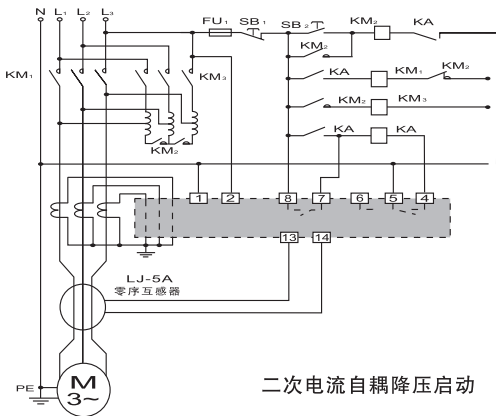 N L₁ L₂ L₃
FU₁ SB₁ SB₂ KM₂ KA
KM₂
KM₁ KM₃ KA KM₁ KM₂
KM₂ KM₃
KM₂ KA KA
1 2 8 7 6 5 4
13 14
LJ-5A
零序互感器
PE
M
3~
二次电流自耦降压启动